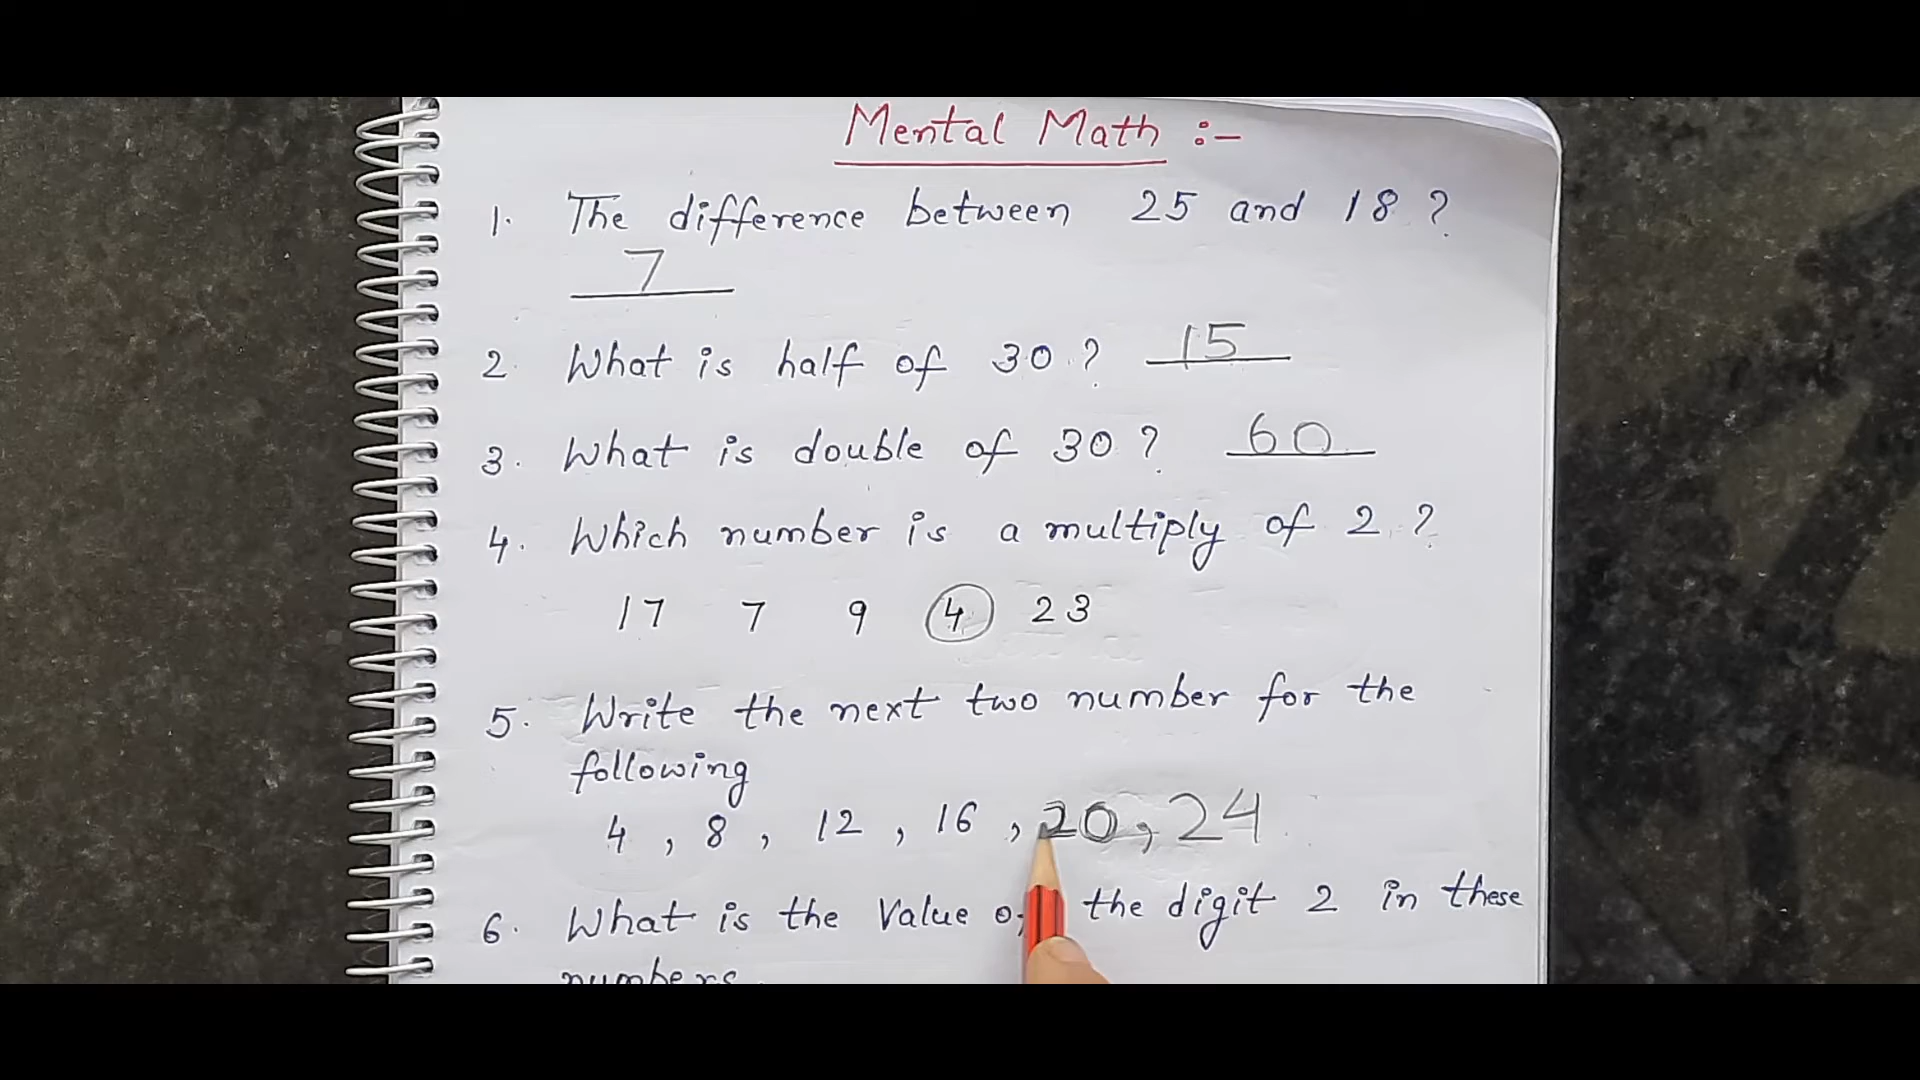 Mental Math :-
1. The difference between 25 and 18 ?
7
2. What is half of 30 ? 15
3. What is double of 30 ? 60
4. Which number is a multiply of 2 ?
17 7 9 4 23
5. Write the next two number for the
following
4 , 8 , 12 , 16 , 20 , 24
6. What is the Value of the digit 2 in these
numbers.